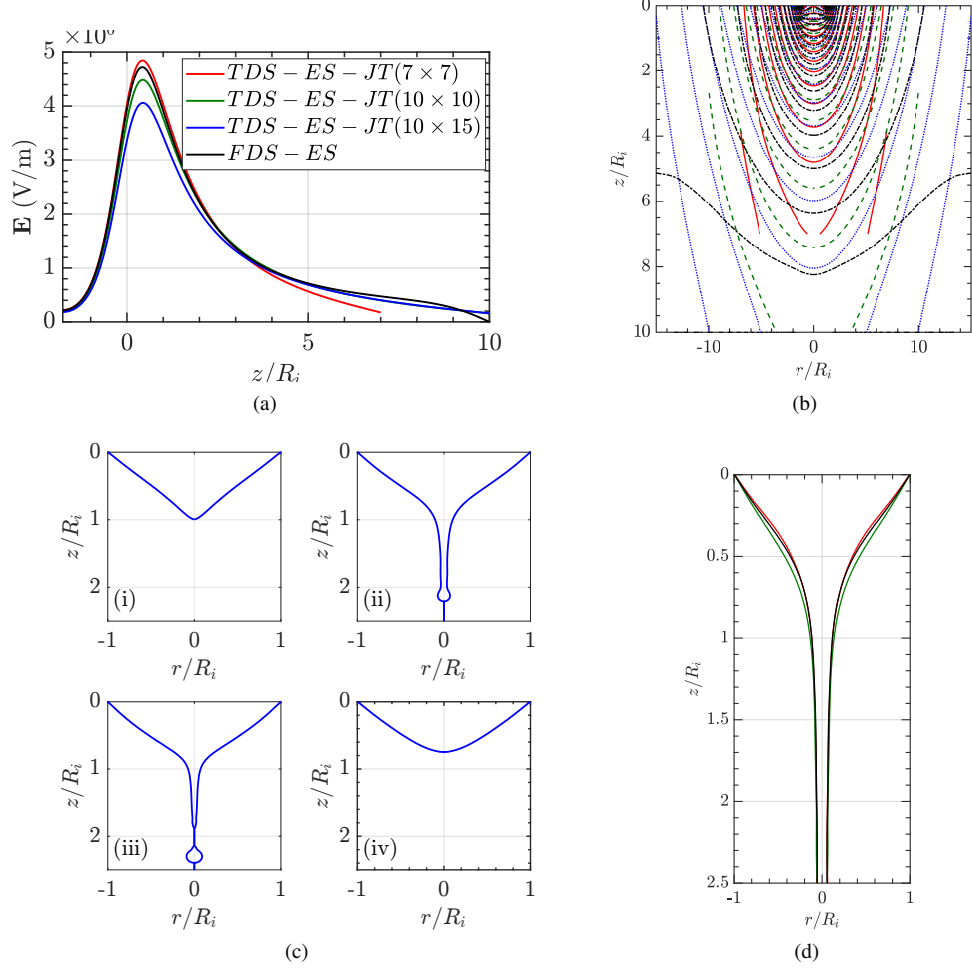 ×10⁶
5
4
3
2
1
0
E (V/m)
TDS − ES − JT(7 × 7)
TDS − ES − JT(10 × 10)
TDS − ES − JT(10 × 15)
FDS − ES
0
5
10
z/Rᵢ
(a)
0
2
4
6
8
10
z/Rᵢ
-10
0
10
r/Rᵢ
(b)
0
1
2
z/Rᵢ
(i)
-1
0
1
r/Rᵢ
0
1
2
z/Rᵢ
(ii)
-1
0
1
r/Rᵢ
0
1
2
z/Rᵢ
(iii)
-1
0
1
r/Rᵢ
0
1
2
z/Rᵢ
(iv)
-1
0
1
r/Rᵢ
(c)
0
0.5
1
1.5
2
2.5
z/Rᵢ
-1
0
1
r/Rᵢ
(d)